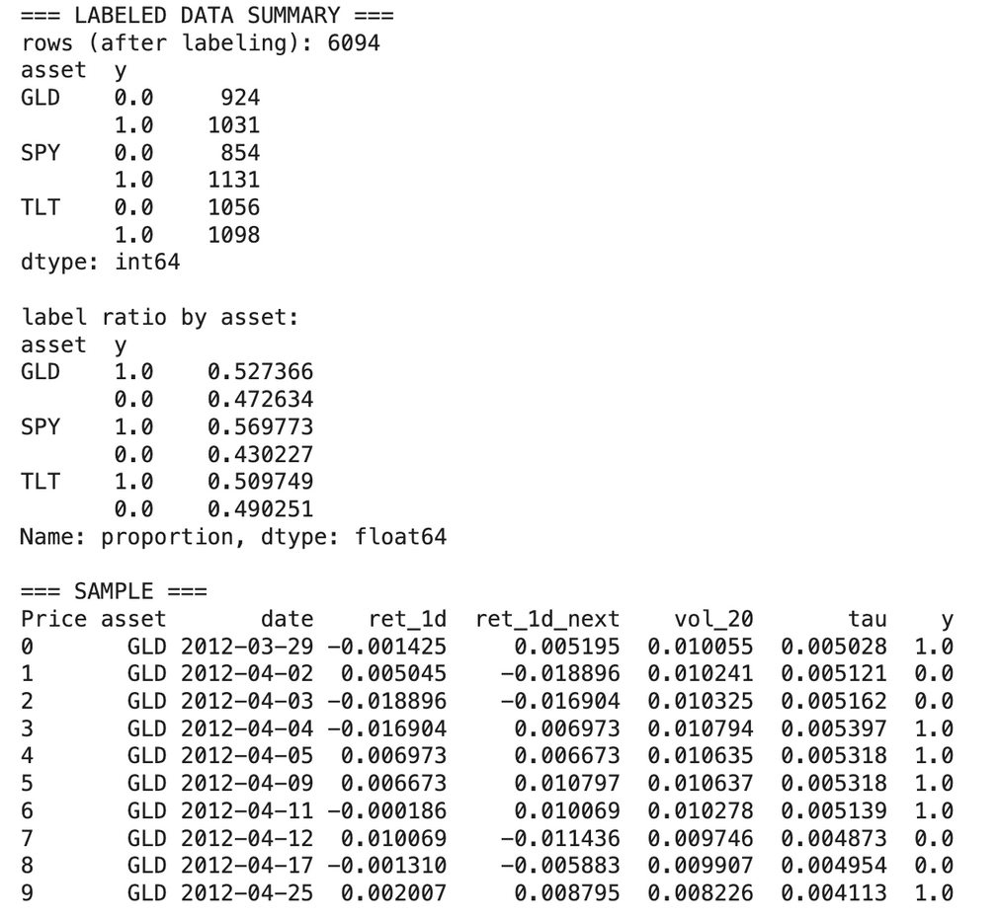 === LABELED DATA SUMMARY ===
rows (after labeling): 6094
asset  y
GLD    0.0     924
       1.0    1031
SPY    0.0     854
       1.0    1131
TLT    0.0    1056
       1.0    1098
dtype: int64

label ratio by asset:
asset  y
GLD    1.0    0.527366
       0.0    0.472634
SPY    1.0    0.569773
       0.0    0.430227
TLT    1.0    0.509749
       0.0    0.490251
Name: proportion, dtype: float64

=== SAMPLE ===
Price asset       date    ret_1d  ret_1d_next    vol_20       tau    y
0       GLD 2012-03-29 -0.001425     0.005195  0.010055  0.005028  1.0
1       GLD 2012-04-02  0.005045    -0.018896  0.010241  0.005121  0.0
2       GLD 2012-04-03 -0.018896    -0.016904  0.010325  0.005162  0.0
3       GLD 2012-04-04 -0.016904     0.006973  0.010794  0.005397  1.0
4       GLD 2012-04-05  0.006973     0.006673  0.010635  0.005318  1.0
5       GLD 2012-04-09  0.006673     0.010797  0.010637  0.005318  1.0
6       GLD 2012-04-11 -0.000186     0.010069  0.010278  0.005139  1.0
7       GLD 2012-04-12  0.010069    -0.011436  0.009746  0.004873  0.0
8       GLD 2012-04-17 -0.001310    -0.005883  0.009907  0.004954  0.0
9       GLD 2012-04-25  0.002007     0.008795  0.008226  0.004113  1.0